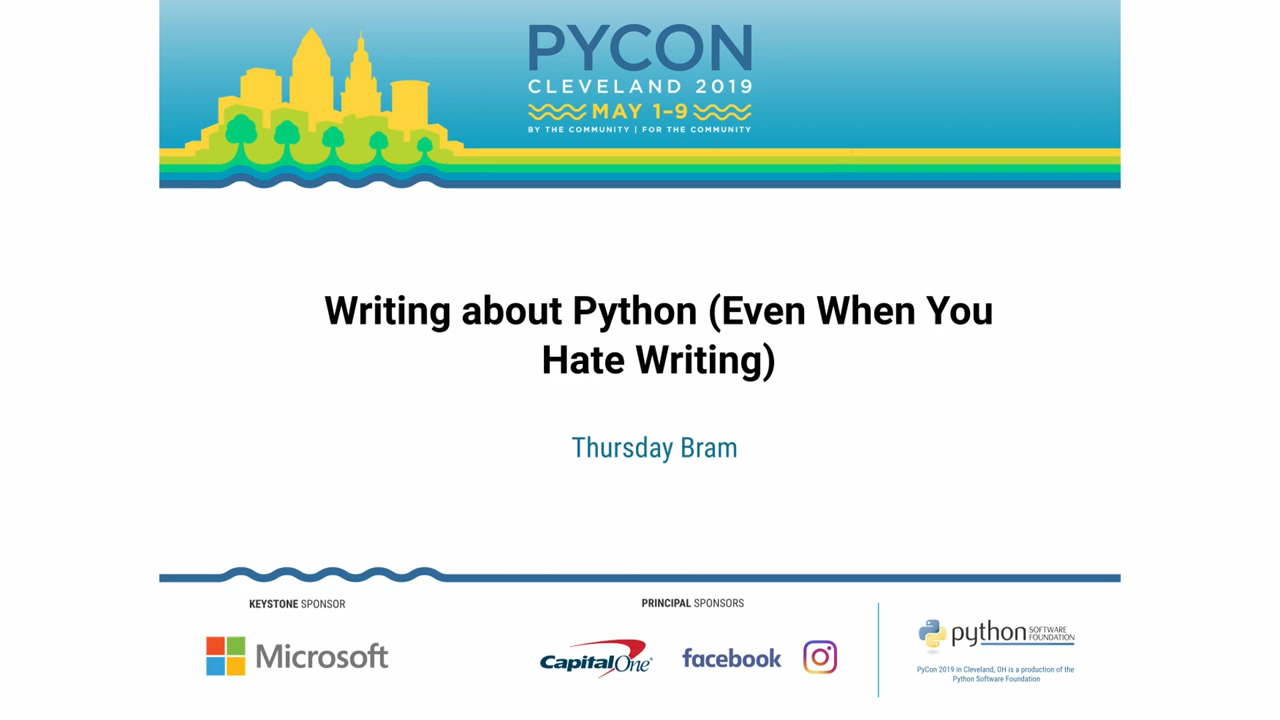 PYCON
CLEVELAND 2019
MAY 1–9
BY THE COMMUNITY | FOR THE COMMUNITY
Writing about Python (Even When You
Hate Writing)
Thursday Bram
KEYSTONE SPONSOR
Microsoft
PRINCIPAL SPONSORS
CapitalOne
facebook
python SOFTWARE
FOUNDATION
PyCon 2019 in Cleveland, OH is a production of the
Python Software Foundation